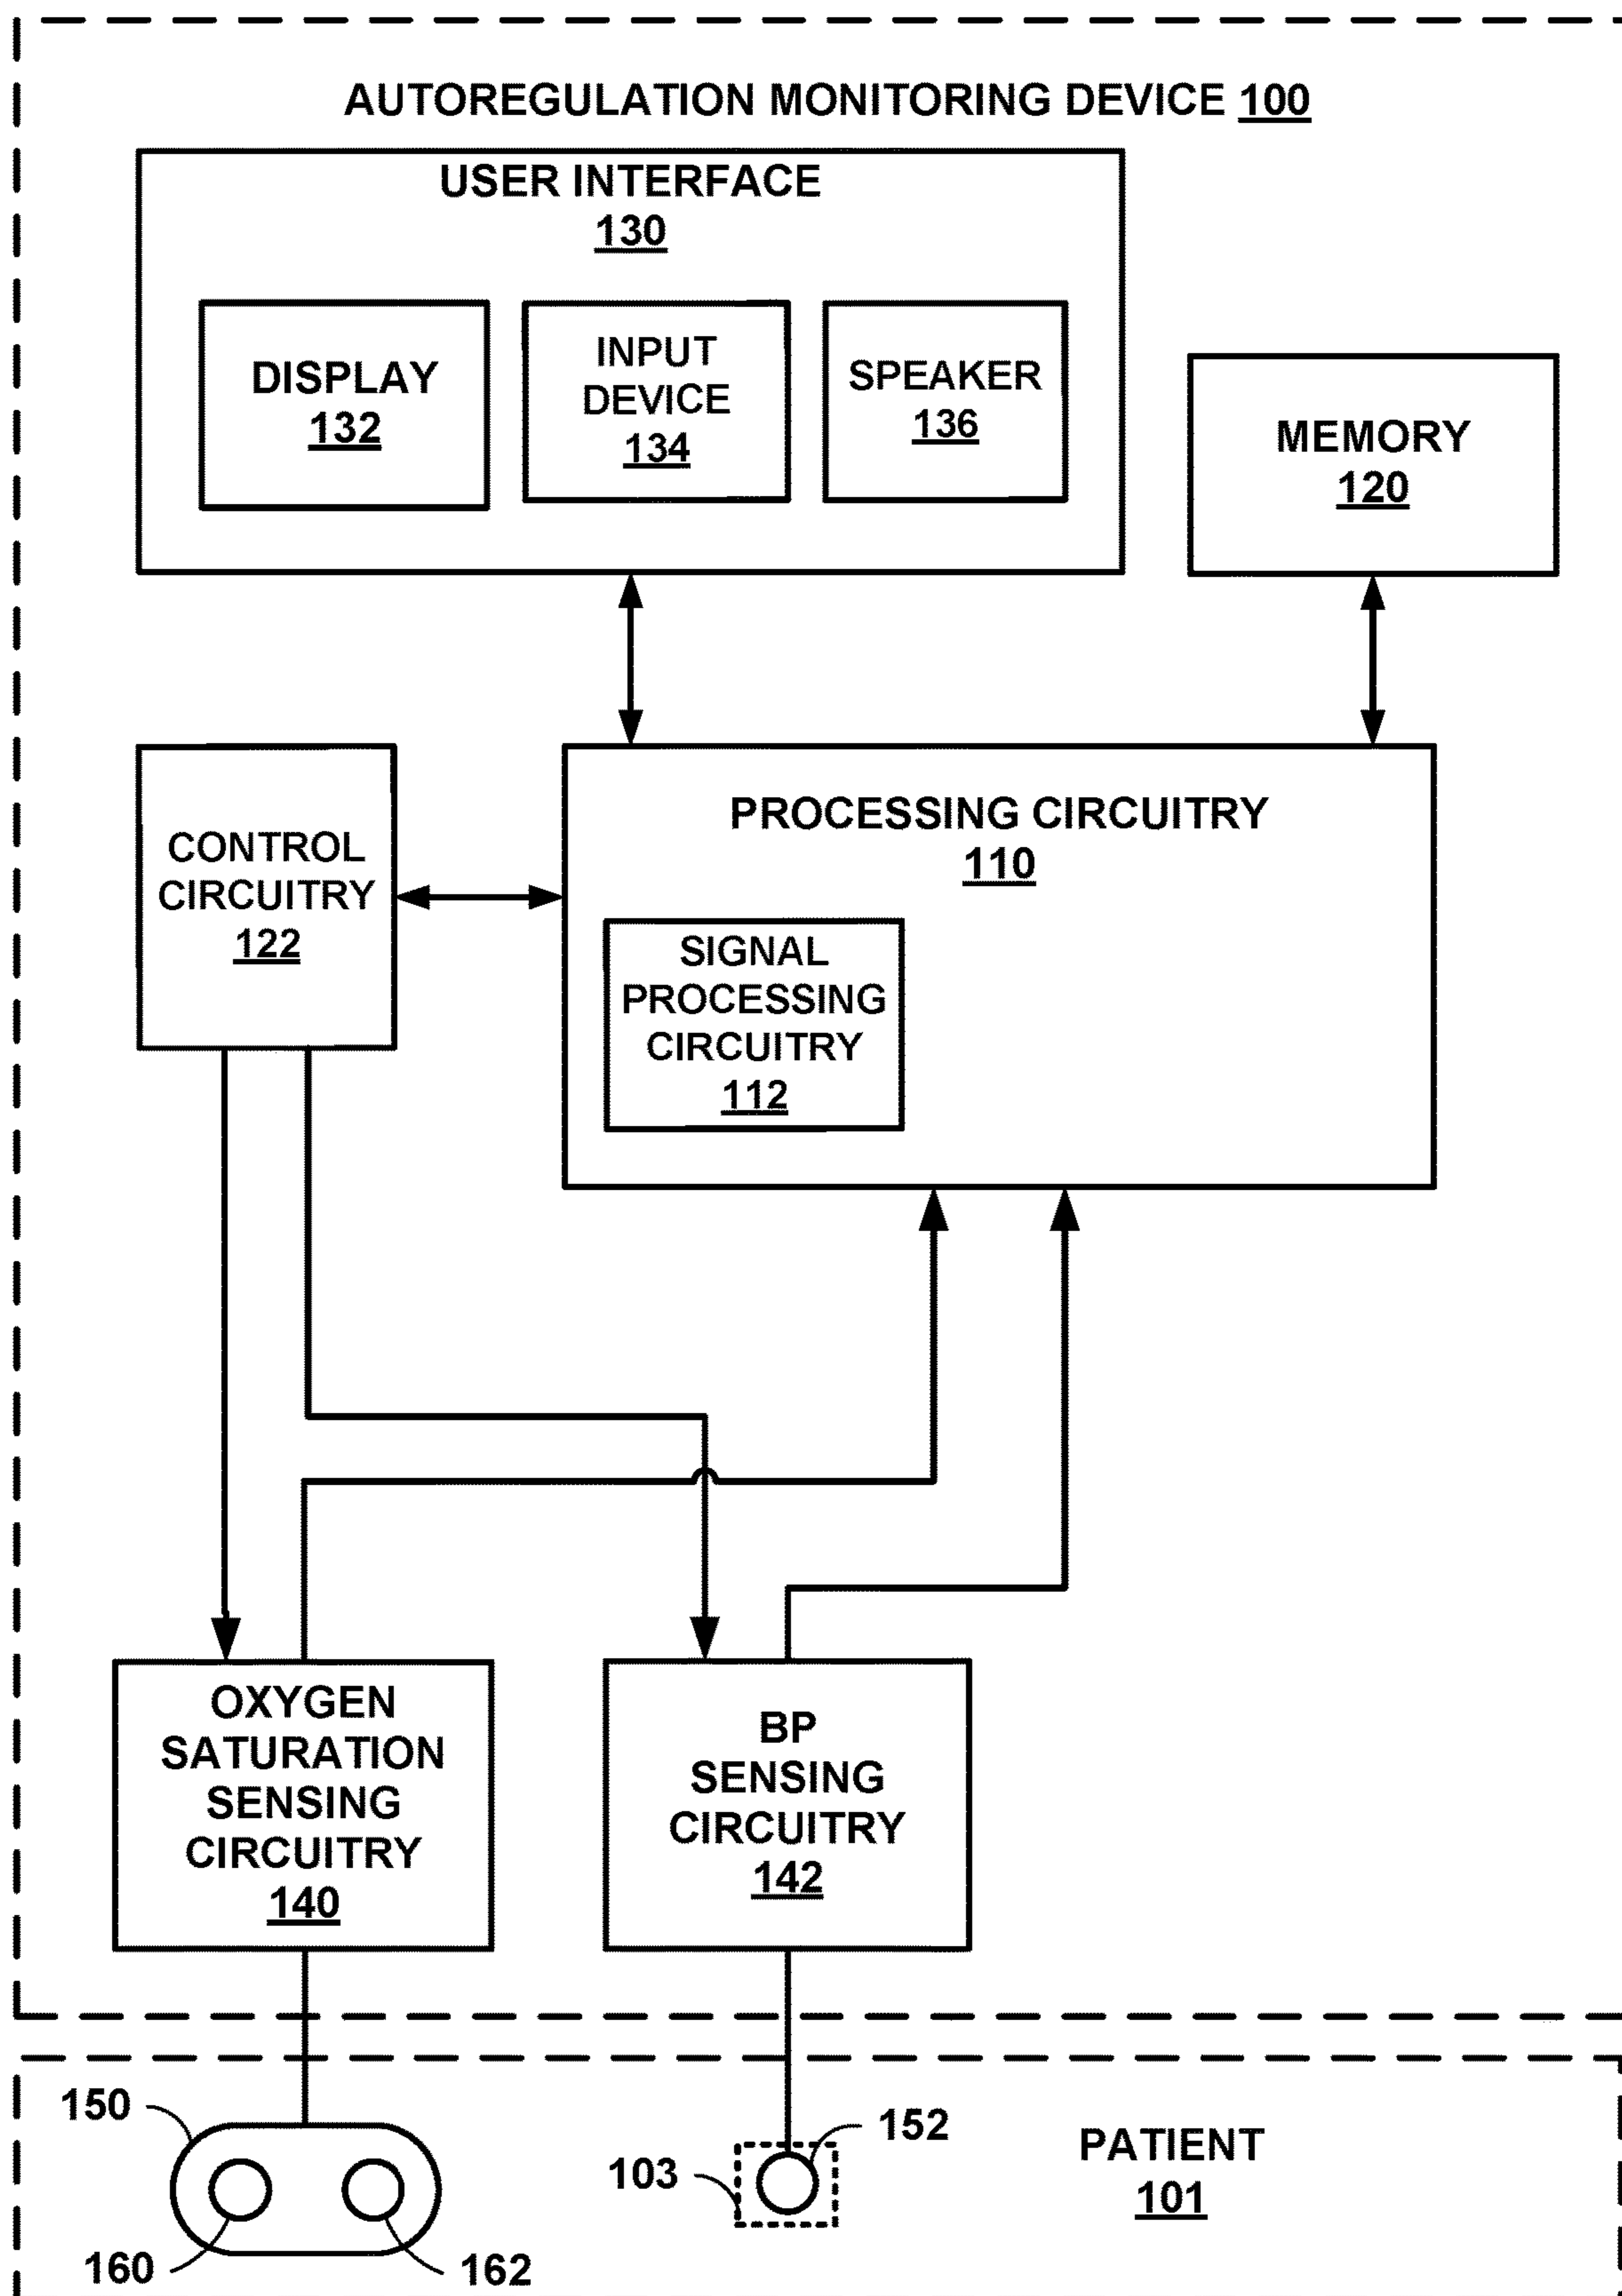 AUTOREGULATION MONITORING DEVICE 100
USER INTERFACE
130
DISPLAY
132
INPUT
DEVICE
134
SPEAKER
136
MEMORY
120
CONTROL
CIRCUITRY
122
PROCESSING CIRCUITRY
110
SIGNAL
PROCESSING
CIRCUITRY
112
OXYGEN
SATURATION
SENSING
CIRCUITRY
140
BP
SENSING
CIRCUITRY
142
150
160
162
103
152
PATIENT
101